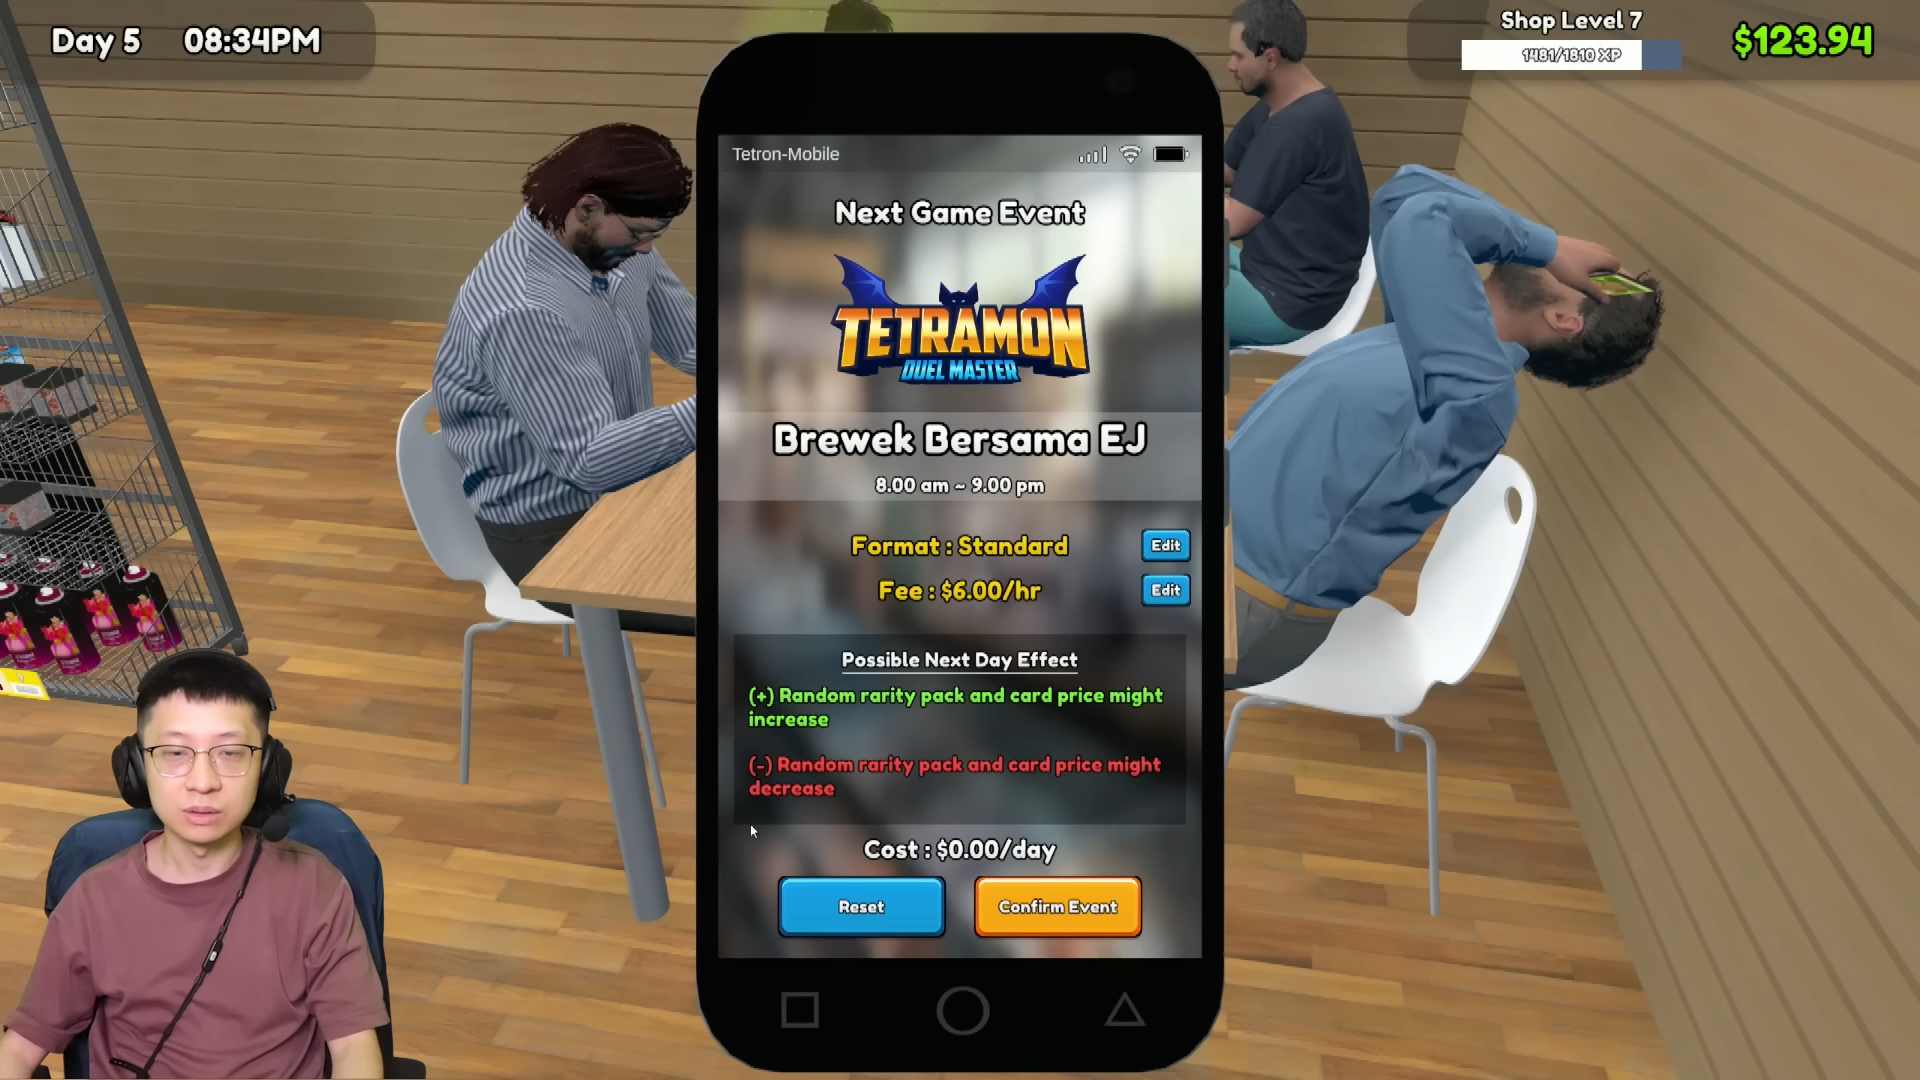 Day 5
08:34PM
Shop Level 7
1481/1810 XP
$123.94
Tetron-Mobile
Next Game Event
TETRAMON
DUEL MASTER
Brewek Bersama EJ
8.00 am ~ 9.00 pm
Format : Standard
Edit
Fee : $6.00/hr
Edit
Possible Next Day Effect
(+) Random rarity pack and card price might
increase
(-) Random rarity pack and card price might
decrease
Cost : $0.00/day
Reset
Confirm Event